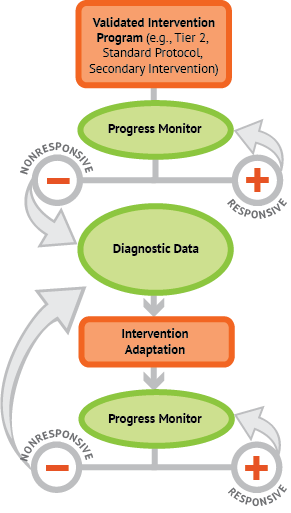 Validated Intervention
Program (e.g., Tier 2,
Standard Protocol,
Secondary Intervention)
Progress Monitor
NONRESPONSIVE
RESPONSIVE
Diagnostic Data
Intervention
Adaptation
Progress Monitor
NONRESPONSIVE
RESPONSIVE